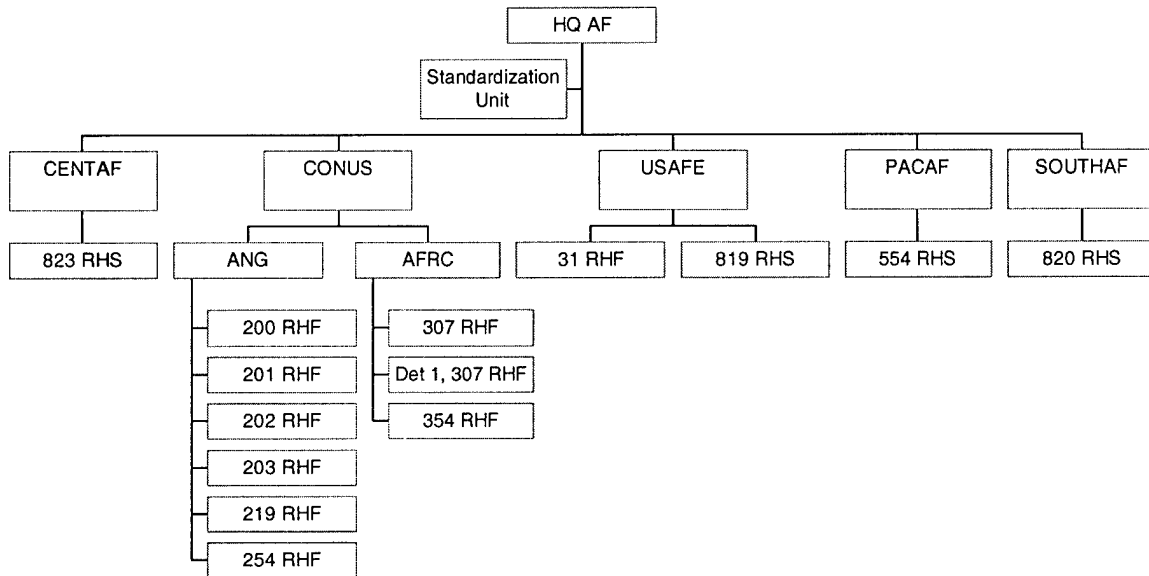 HQ AF
Standardization
Unit
CENTAF
CONUS
USAFE
PACAF
SOUTHAF
823 RHS
ANG
AFRC
31 RHF
819 RHS
554 RHS
820 RHS
200 RHF
307 RHF
201 RHF
Det 1, 307 RHF
202 RHF
354 RHF
203 RHF
219 RHF
254 RHF